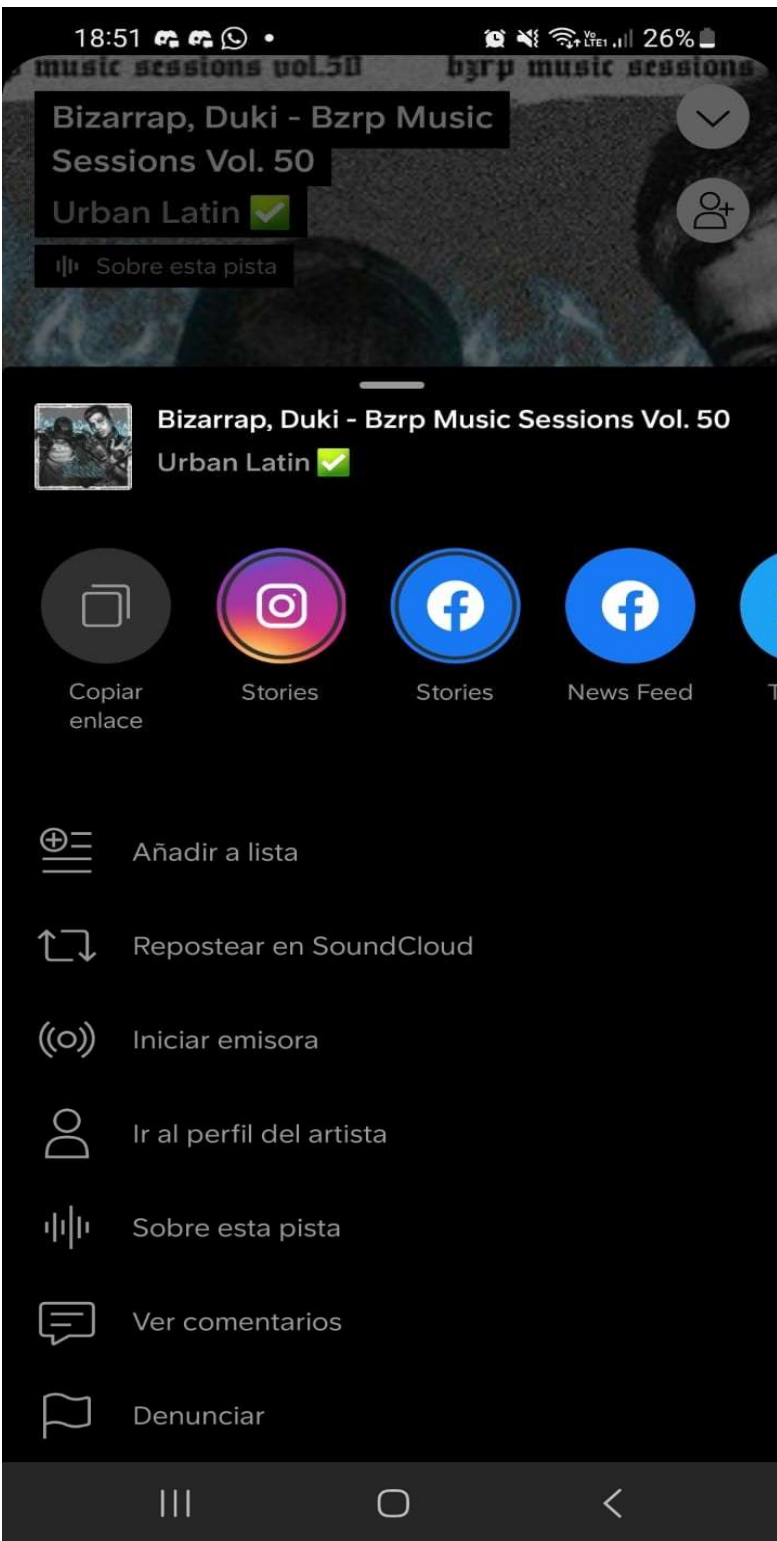 18:51
Vo
LTE1
26%
music sessions vol.50 bzrp music sessions
Bizarrap, Duki - Bzrp Music
Sessions Vol. 50
Urban Latin ✅
Sobre esta pista
Bizarrap, Duki - Bzrp Music Sessions Vol. 50
Urban Latin ✅
Copiar
enlace
Stories
Stories
News Feed
T
Añadir a lista
Repostear en SoundCloud
Iniciar emisora
Ir al perfil del artista
Sobre esta pista
Ver comentarios
Denunciar